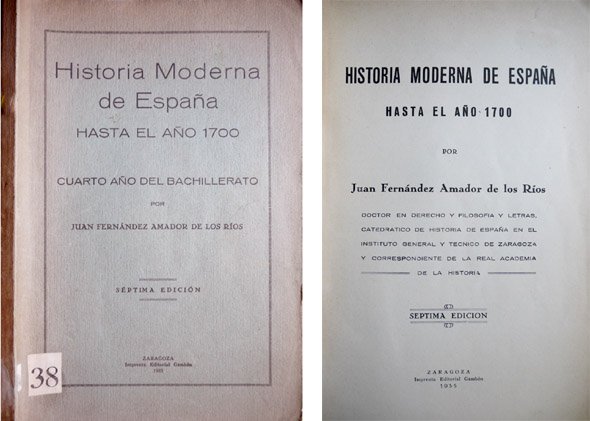 Historia Moderna
de España
HASTA EL AÑO 1700
CUARTO AÑO DEL BACHILLERATO
POR
JUAN FERNÁNDEZ AMADOR DE LOS RÍOS
SÉPTIMA EDICIÓN
ZARAGOZA
Imprenta Editorial Gambón
38
HISTORIA MODERNA DE ESPAÑA
HASTA EL AÑO 1700
POR
Juan Fernández Amador de los Ríos
DOCTOR EN DERECHO Y FILOSOFIA Y LETRAS,
CATEDRATICO DE HISTORIA DE ESPAÑA EN EL
INSTITUTO GENERAL Y TECNICO DE ZARAGOZA
Y CORRESPONDIENTE DE LA REAL ACADEMIA
DE LA HISTORIA
SEPTIMA EDICION
ZARAGOZA
Imprenta Editorial Gambón